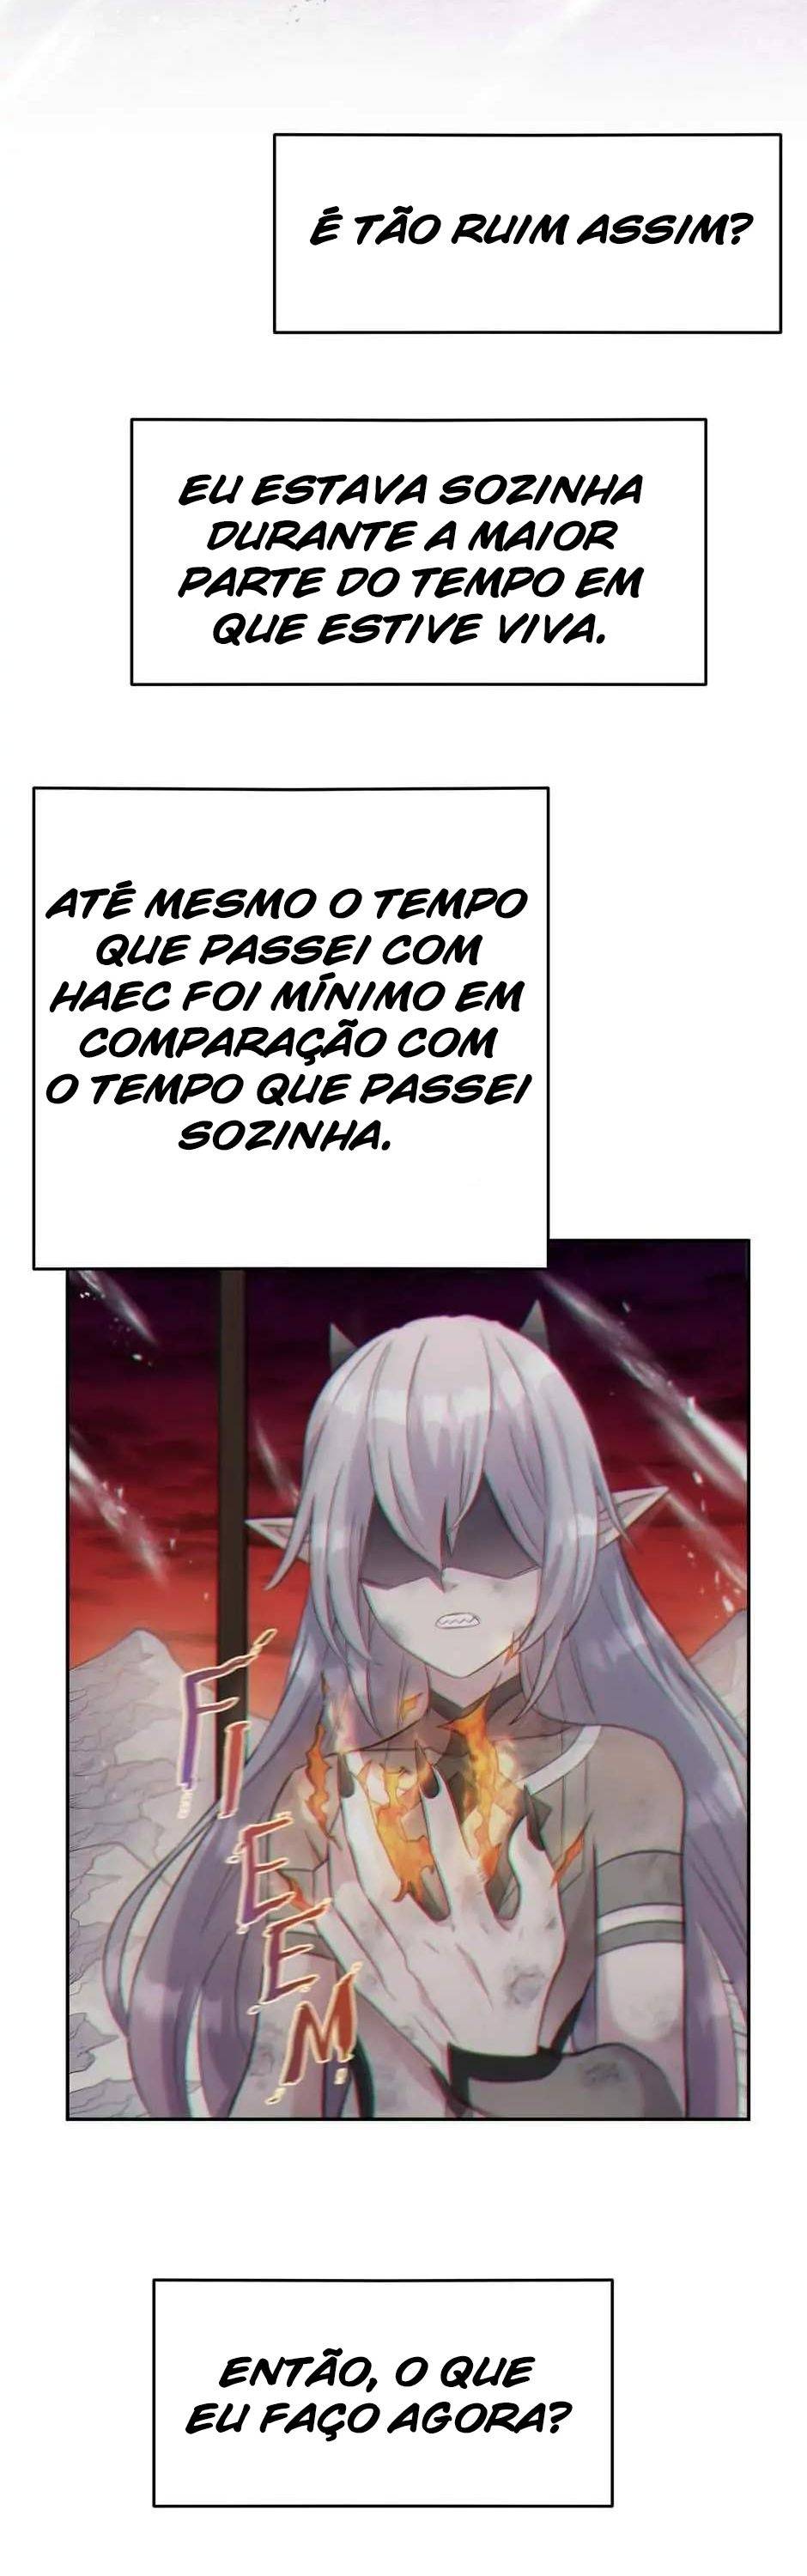 É TÃO RUIM ASSIM?
EU ESTAVA SOZINHA
DURANTE A MAIOR
PARTE DO TEMPO EM
QUE ESTIVE VIVA.
ATÉ MESMO O TEMPO
QUE PASSEI COM
HAEC FOI MÍNIMO EM
COMPARAÇÃO COM
O TEMPO QUE PASSEI
SOZINHA.
FIEEM
ENTÃO, O QUE
EU FAÇO AGORA?